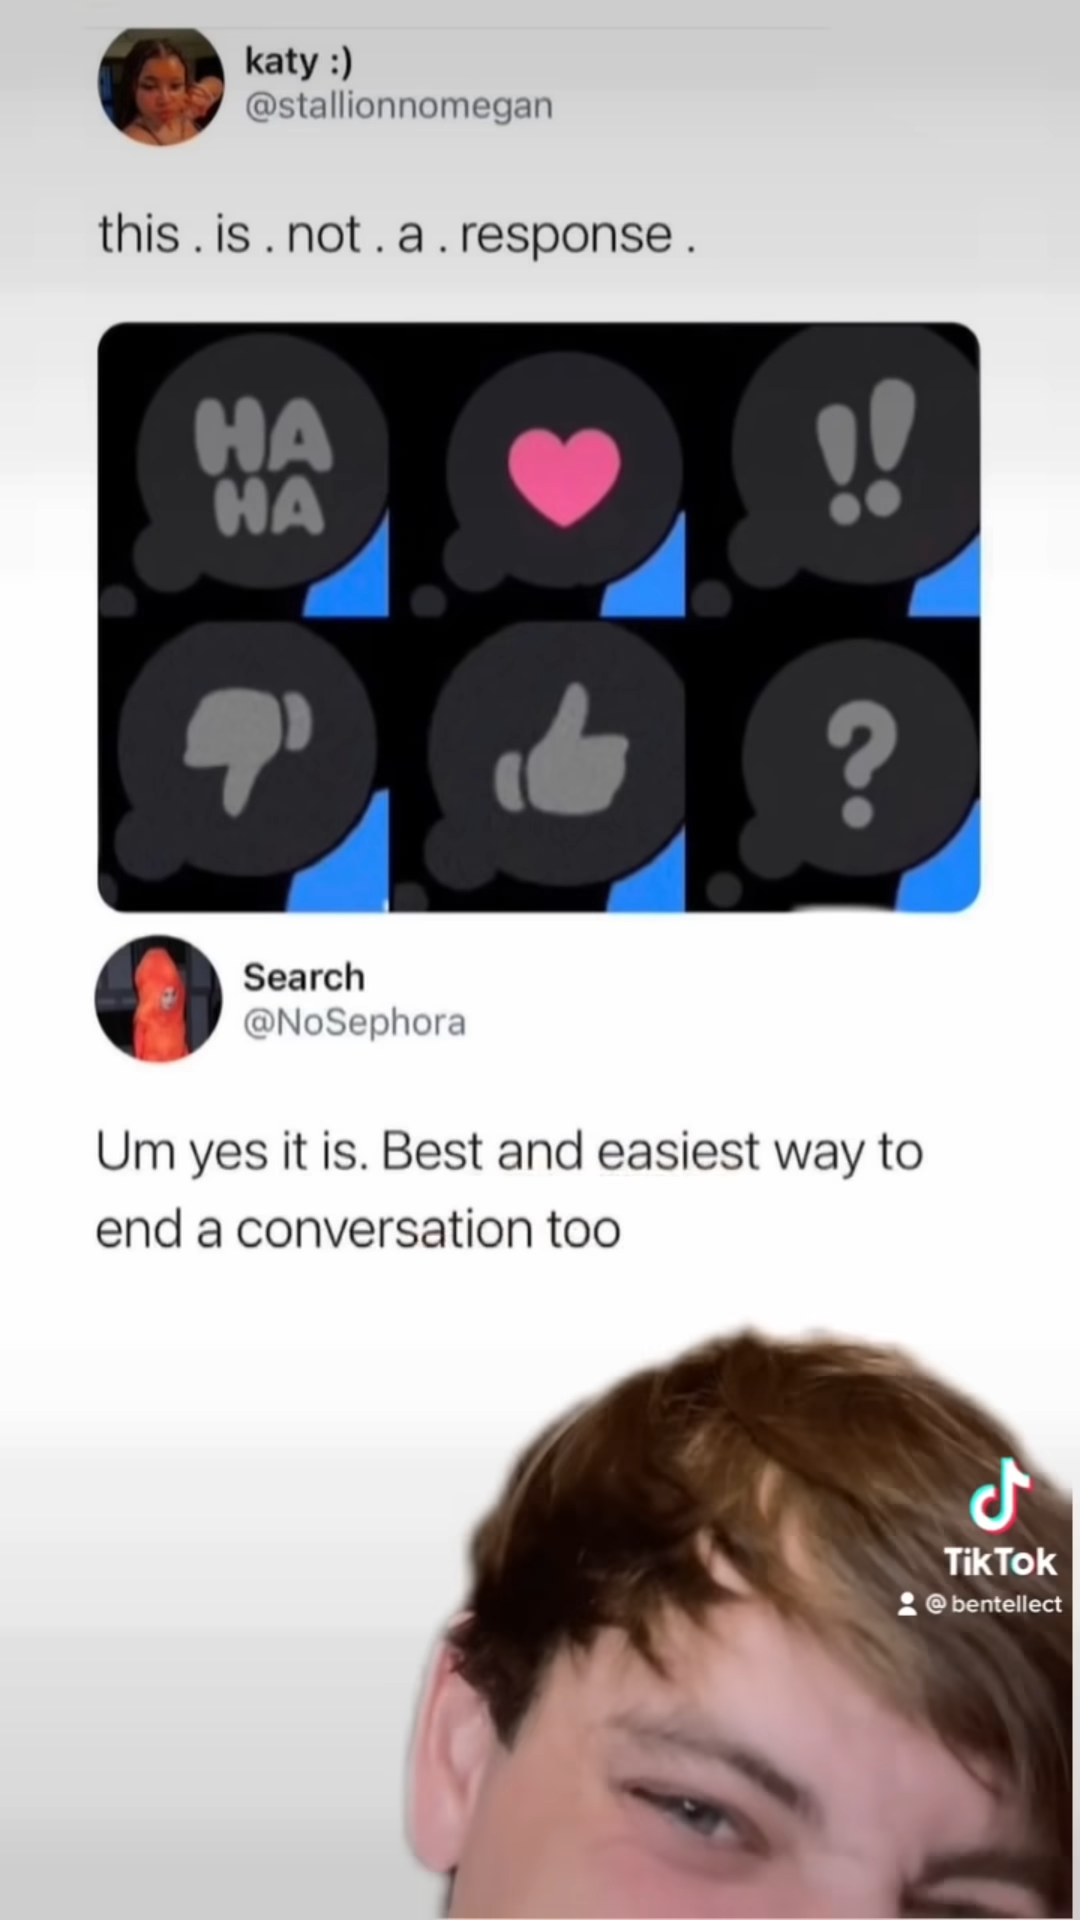 katy :)
@stallionnomegan
this . is . not . a . response .
HA
HA
!!
?
Search
@NoSephora
Um yes it is. Best and easiest way to
end a conversation too
TikTok
@bentellect